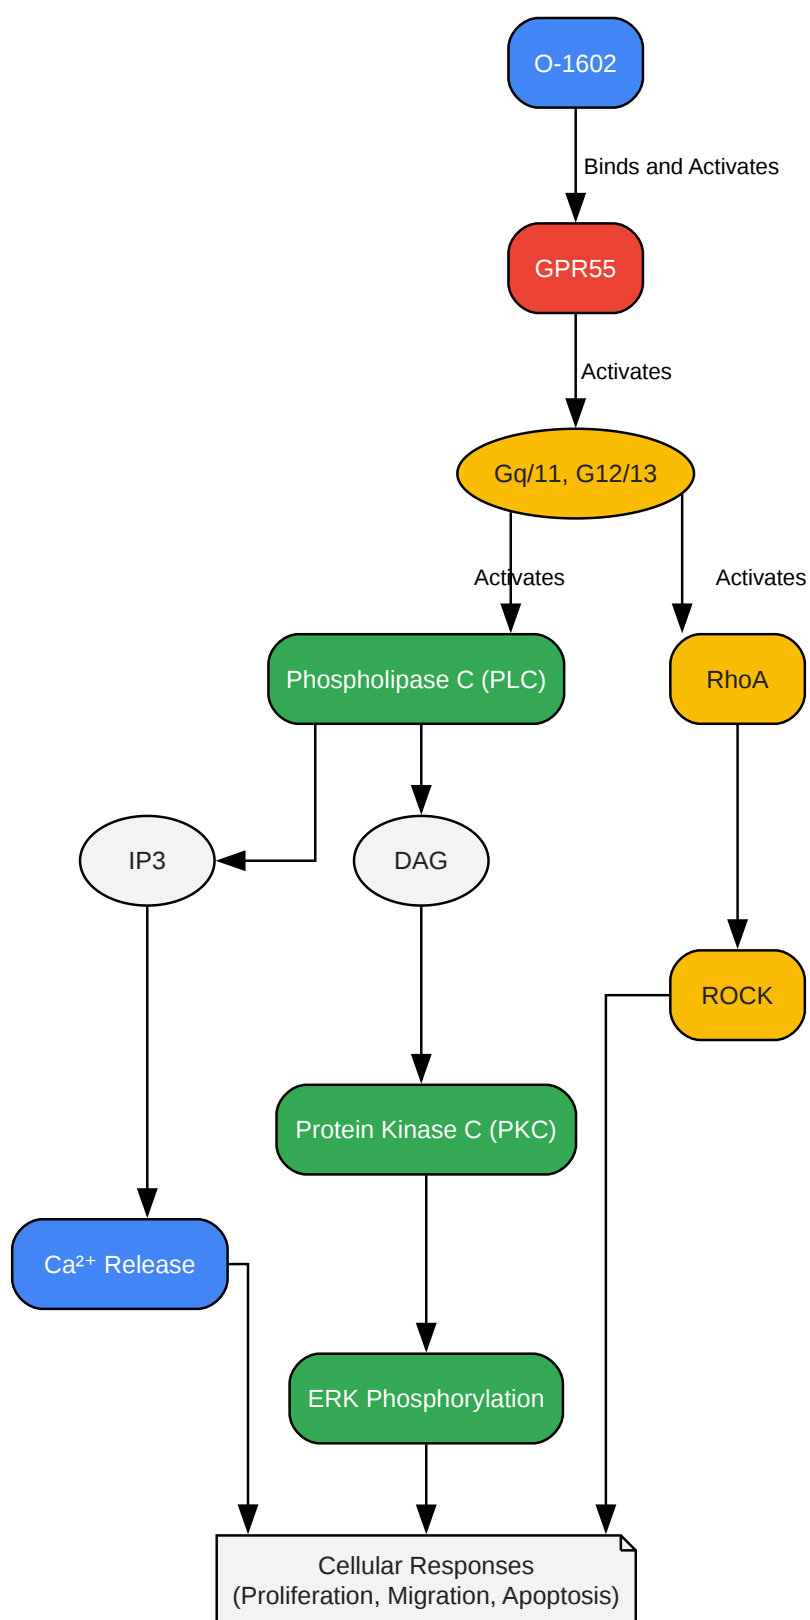 O-1602
Binds and Activates
GPR55
Activates
Gq/11, G12/13
Activates
Activates
Phospholipase C (PLC)
RhoA
IP3
DAG
ROCK
Protein Kinase C (PKC)
Ca²⁺ Release
ERK Phosphorylation
Cellular Responses
(Proliferation, Migration, Apoptosis)